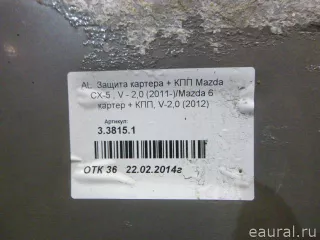 AL. Защита картера + КПП Mazda
CX-5 , V - 2,0 (2011-)/Mazda 6
картер + КПП, V-2,0 (2012)
Артикул:
3.3815.1
ОТК 36 22.02.2014г
eaural.ru